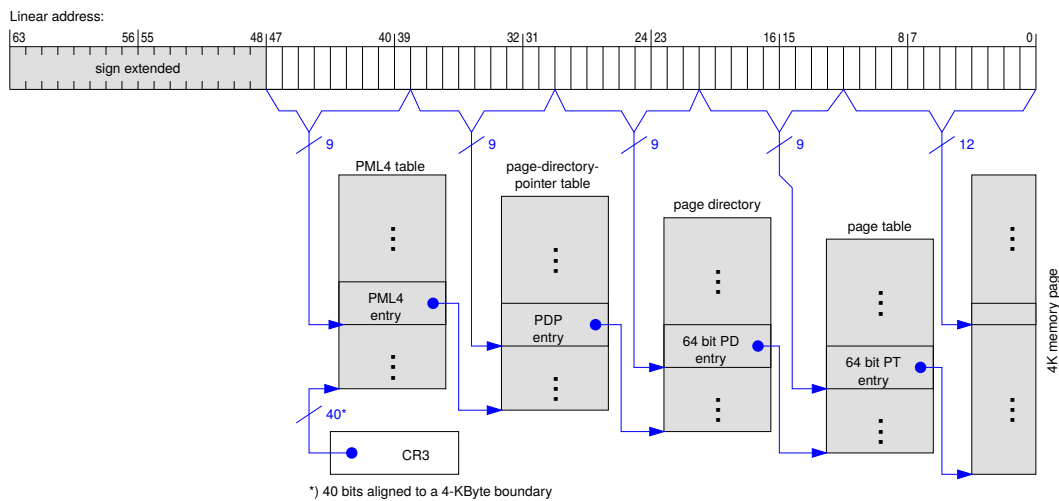 Linear address:
63 56 55 48 47 40 39 32 31 24 23 16 15 8 7 0
sign extended
9 9 9 9 12
PML4 table
page-directory-
pointer table
page directory
page table
PML4
entry
PDP
entry
64 bit PD
entry
64 bit PT
entry
4K memory page
40*
CR3
*) 40 bits aligned to a 4-KByte boundary